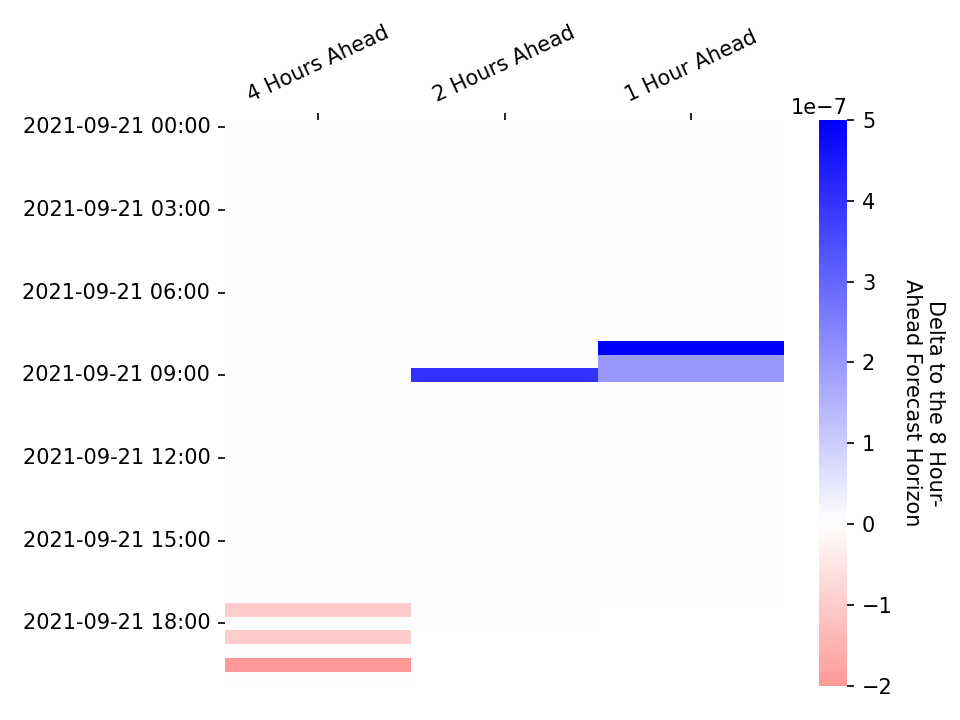 4 Hours Ahead
2 Hours Ahead
1 Hour Ahead
1e−7
2021-09-21 00:00
2021-09-21 03:00
2021-09-21 06:00
2021-09-21 09:00
2021-09-21 12:00
2021-09-21 15:00
2021-09-21 18:00
5
4
3
2
1
0
−1
−2
Delta to the 8 Hour-
Ahead Forecast Horizon